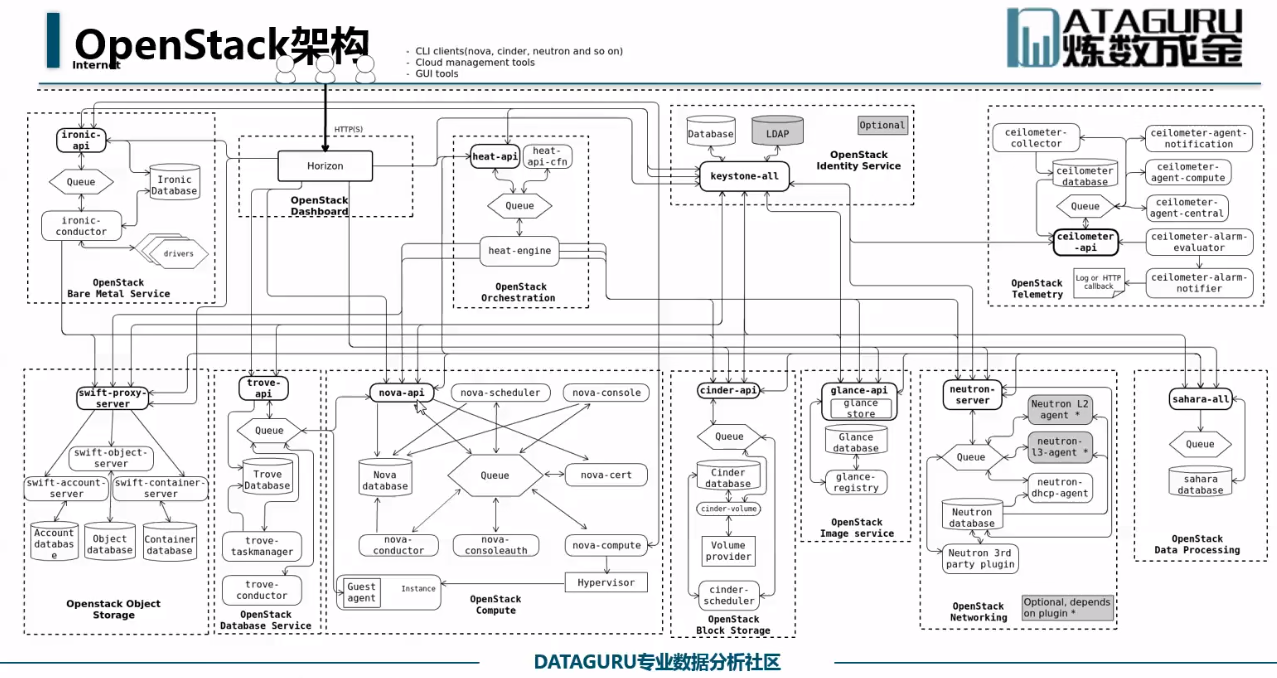 OpenStack架构
Internet
- CLI clients(nova, cinder, neutron and so on)
- Cloud management tools
- GUI tools
DATAGURU
炼数成金
HTTP(S)
ironic-
api
Queue
Ironic
Database
ironic-
conductor
drivers
OpenStack
Bare Metal Service
Horizon
OpenStack
Dashboard
heat-api
heat-
api-cfn
Queue
heat-engine
OpenStack
Orchestration
Database
LDAP
Optional
keystone-all
OpenStack
Identity Service
ceilometer-
collector
ceilometer-agent-
notification
ceilometer
database
ceilometer-
agent-compute
Queue
ceilometer-
agent-central
ceilometer
-api
ceilometer-alarm-
evaluator
OpenStack
Telemetry
Log or HTTP
callback
ceilometer-alarm-
notifier
swift-proxy-
server
swift-object-
server
swift-account-
server
swift-container-
server
Account
databas
e
Object
database
Container
database
Openstack Object
Storage
trove-
api
Queue
Trove
Database
trove-
taskmanager
trove-
conductor
OpenStack
Database Service
nova-api
nova-scheduler
nova-console
Nova
database
Queue
nova-cert
nova-
conductor
nova-
consoleauth
nova-compute
Guest
agent
Instance
Hypervisor
OpenStack
Compute
cinder-api
Queue
Cinder
database
cinder-volume
Volume
provider
cinder-
scheduler
OpenStack
Block Storage
glance-api
glance
store
Glance
database
glance-
registry
OpenStack
Image service
neutron-
server
Neutron L2
agent *
neutron-
l3-agent *
Queue
neutron-
dhcp-agent
Neutron
database
Neutron 3rd
party plugin
OpenStack
Networking
Optional, depends
on plugin *
sahara-all
Queue
sahara
database
OpenStack
Data Processing
DATAGURU专业数据分析社区